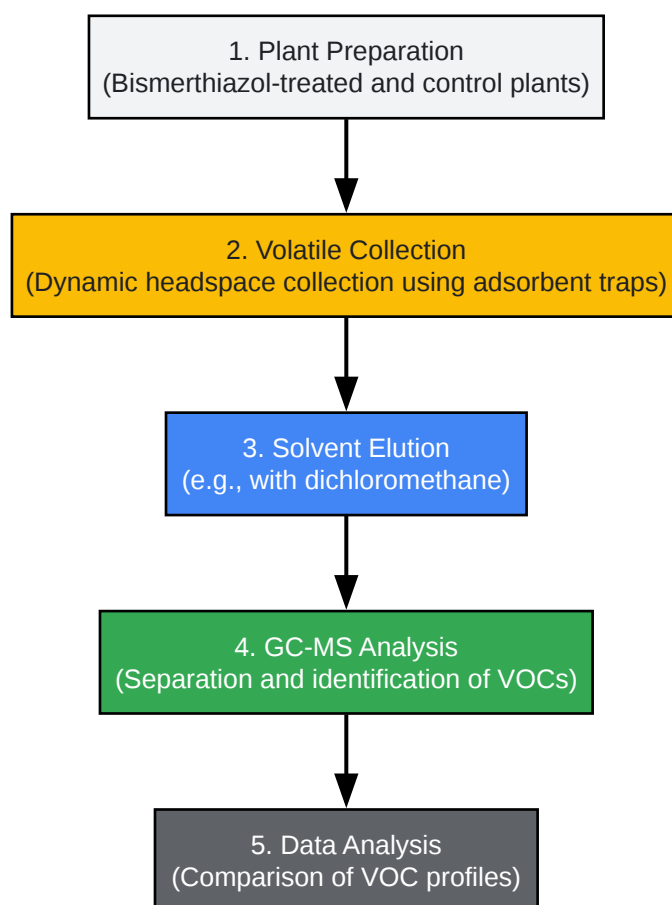 1. Plant Preparation
(Bismerthiazol-treated and control plants)
2. Volatile Collection
(Dynamic headspace collection using adsorbent traps)
3. Solvent Elution
(e.g., with dichloromethane)
4. GC-MS Analysis
(Separation and identification of VOCs)
5. Data Analysis
(Comparison of VOC profiles)